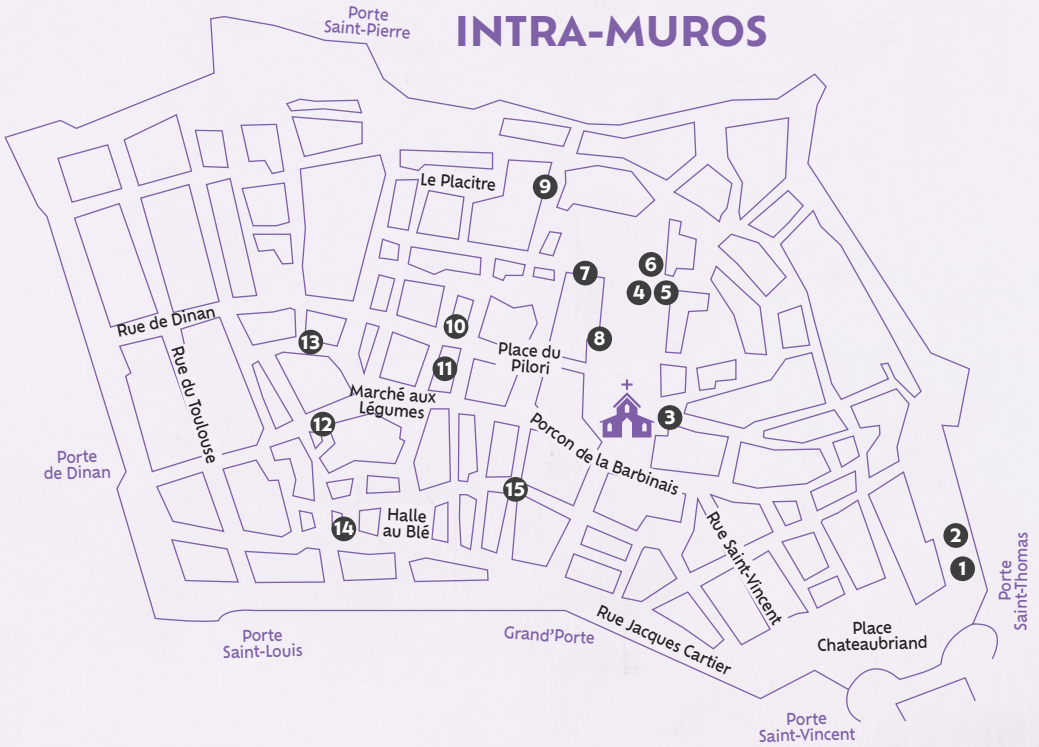 INTRA-MUROS
Porte
Saint-Pierre
Le Placitre
9
6
7
4
5
Rue de Dinan
10
8
13
Place du
Pilori
11
Rue du Toulouse
Marché aux
Légumes
3
12
Porcon de la Barbinais
Porte
de Dinan
15
Halle
au Blé
14
Rue Saint-Vincent
2
1
Porte
Saint-Thomas
Rue Jacques Cartier
Place
Chateaubriand
Porte
Saint-Louis
Grand'Porte
Porte
Saint-Vincent